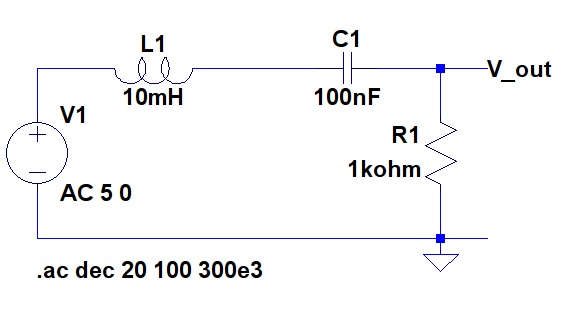 C1
L1
V_out
10mH
100nF
V1
R1
1kohm
AC 5 0
.ac dec 20 100 300e3